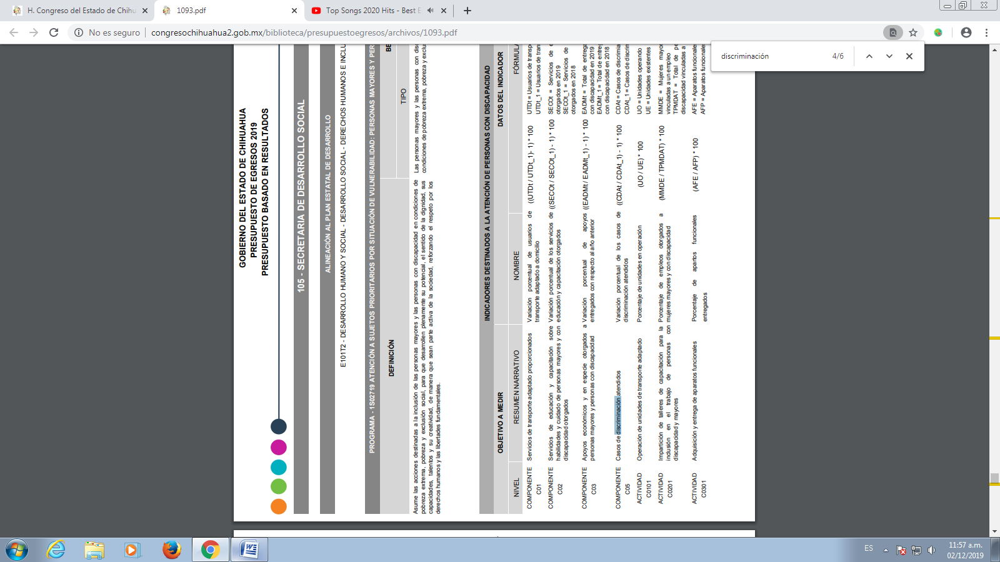 H. Congreso del Estado de Chihu
1093.pdf
Top Songs 2020 Hits - Best E
No es seguro
congresochihuahua2.gob.mx/biblioteca/presupuestoegresos/archivos/1093.pdf
discriminación
4/6
GOBIERNO DEL ESTADO DE CHIHUAHUA
PRESUPUESTO DE EGRESOS 2019
PRESUPUESTO BASADO EN RESULTADOS
105 - SECRETARIA DE DESARROLLO SOCIAL
ALINEACIÓN AL PLAN ESTATAL DE DESARROLLO
E101T2 - DESARROLLO HUMANO Y SOCIAL - DESARROLLO SOCIAL - DERECHOS HUMANOS E INCLU
PROGRAMA - 1S02719 ATENCIÓN A SUJETOS PRIORITARIOS POR SITUACIÓN DE VULNERABILIDAD: PERSONAS MAYORES Y PER
DEFINICIÓN
BE
TIPO
Asume las acciones destinadas a la inclusión de las personas mayores y las personas con discapacidad en condiciones de
pobreza extrema, pobreza y exclusión social, para que desarrollen plenamente su potencial, el sentido de la dignidad, sus
capacidades, talentos y su creatividad, de manera que sean parte activa de la sociedad, reforzando el respeto por los
derechos humanos y las libertades fundamentales.
Las personas mayores y las personas con disc
condiciones de pobreza extrema, pobreza y exclu
INDICADORES DESTINADOS A LA ATENCIÓN DE PERSONAS CON DISCAPACIDAD
OBJETIVO A MEDIR
DATOS DEL INDICADOR
NIVEL
RESUMEN NARRATIVO
NOMBRE
FÓRMULA
COMPONENTE
C01
Servicios de transporte adaptado proporcionados
Variación porcentual de usuarios de
transporte adaptado a domicilio
((UTDt / UTDt_1)- 1) * 100
UTDt = Usuarios de transp
UTDt_1 = Usuarios de tran
COMPONENTE
C02
Servicios de educación y capacitación sobre
habilidades y cuidado de personas mayores y con
discapacidad otorgados
Variación porcentual de los servicios de
educación y capacitación otorgados
((SECOt / SECOt_1) - 1) * 100
SECOt = Servicios de e
otorgados en 2019
SECOt_1 = Servicios de
otorgados en 2018
COMPONENTE
C03
Apoyos económicos y en especie otorgados a
personas mayores y personas con discapacidad
Variación porcentual de apoyos
entregados con respecto al año anterior
((EADMt / EADMt_1) - 1) * 100
EADMt = Total de entreg
con discapacidad en 2019
EADMt_1 = Total de entre
con discapacidad en 2018
COMPONENTE
C05
Casos de discriminación atendidos
Variación porcentual de los casos de
discriminación atendidos
((CDAt / CDAt_1) - 1) * 100
CDAt = Casos de discrimia
CDAt_1 = Casos de discrim
ACTIVIDAD
C0101
Operación de unidades de transporte adaptado
Porcentaje de unidades en operación
(UO / UE) * 100
UO = Unidades operando
UE = Unidades existentes
ACTIVIDAD
C0201
Impartición de talleres de capacitación para la
inclusión en el trabajo de personas con
discapacidad y mayores
Porcentaje de empleos otorgados a
mujeres mayores y con discapacidad
(MMDE / TPMDAT) * 100
MMDE = Mujeres mayo
vinculadas a un empleo
TPMDAT = Total de pe
discapacidad vinculadas a
ACTIVIDAD
C0301
Adquisición y entrega de aparatos funcionales
Porcentaje de apartos funcionales
entregados
(AFE / AFP) * 100
AFE = Aparatos funcionale
AFP = Aparatos funcionale
ES
11:57 a.m.
02/12/2019